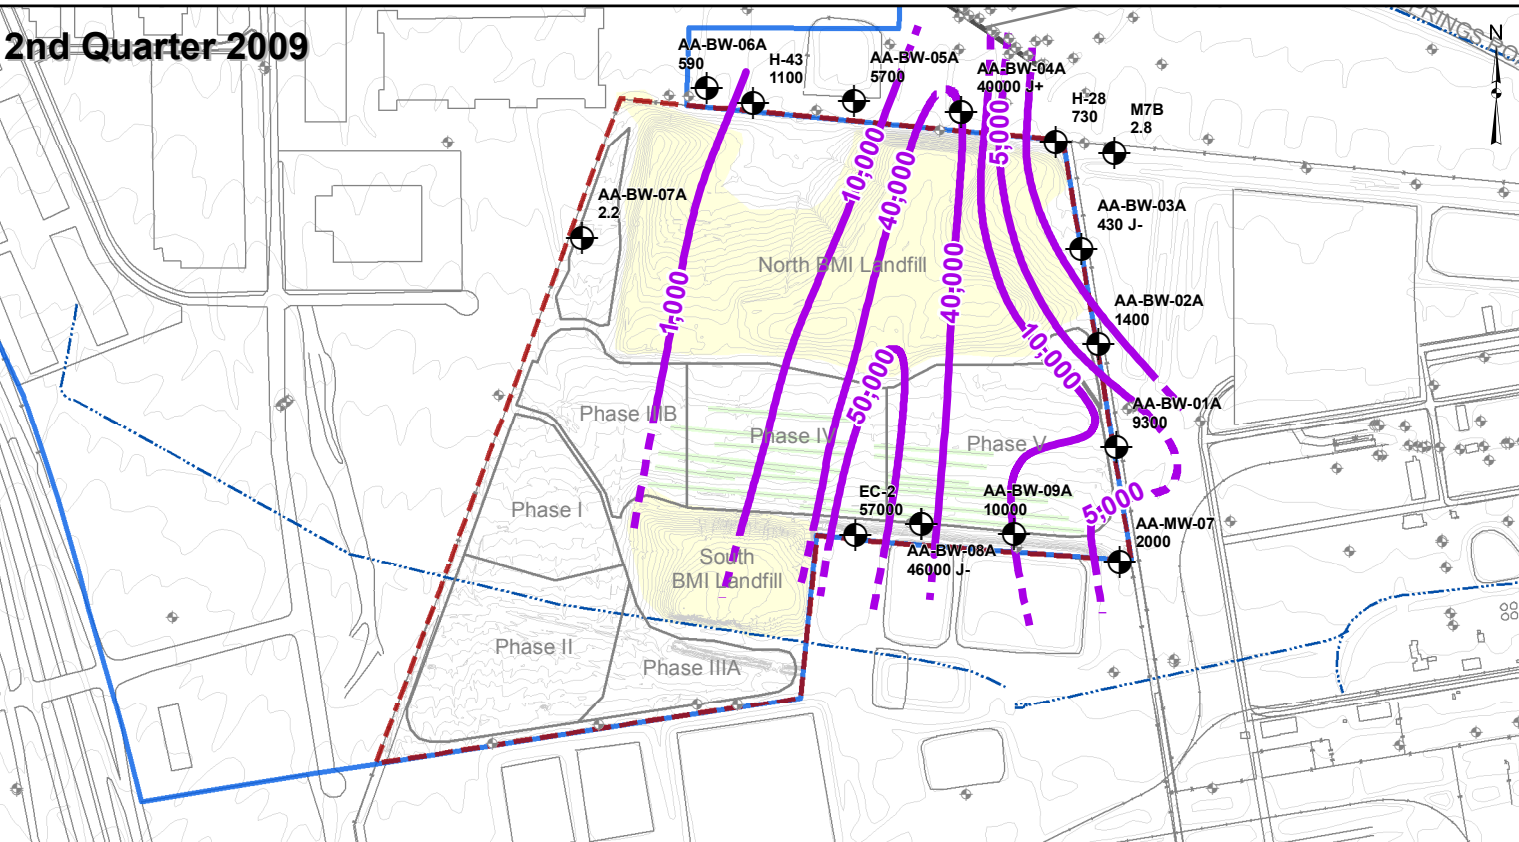 2nd Quarter 2009
PRINGS RO
N
AA-BW-06A
590
H-43
1100
AA-BW-05A
5700
AA-BW-04A
40000 J+
H-28
730
M7B
2.8
AA-BW-07A
2.2
AA-BW-03A
430 J-
AA-BW-02A
1400
AA-BW-01A
9300
AA-MW-07
2000
AA-BW-09A
10000
EC-2
57000
AA-BW-08A
46000 J-
1,000
10,000
40,000
40,000
5,000
10,000
50,000
5,000
North BMI Landfill
Phase IIIB
Phase IV
Phase V
Phase I
South
BMI Landfill
Phase II
Phase IIIA